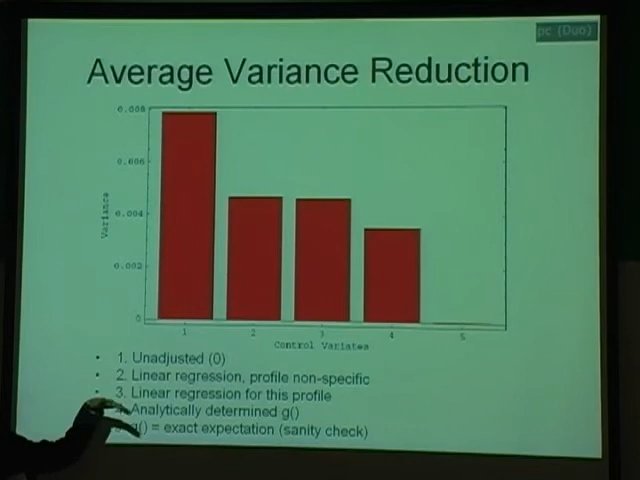 pc (Duo)
Average Variance Reduction
0.008
0.006
0.004
0.002
0
Variance
1 2 3 4 5
Control Variates
• 1. Unadjusted (0)
• 2. Linear regression, profile non-specific
• 3. Linear regression for this profile
Analytically determined g()
g() = exact expectation (sanity check)